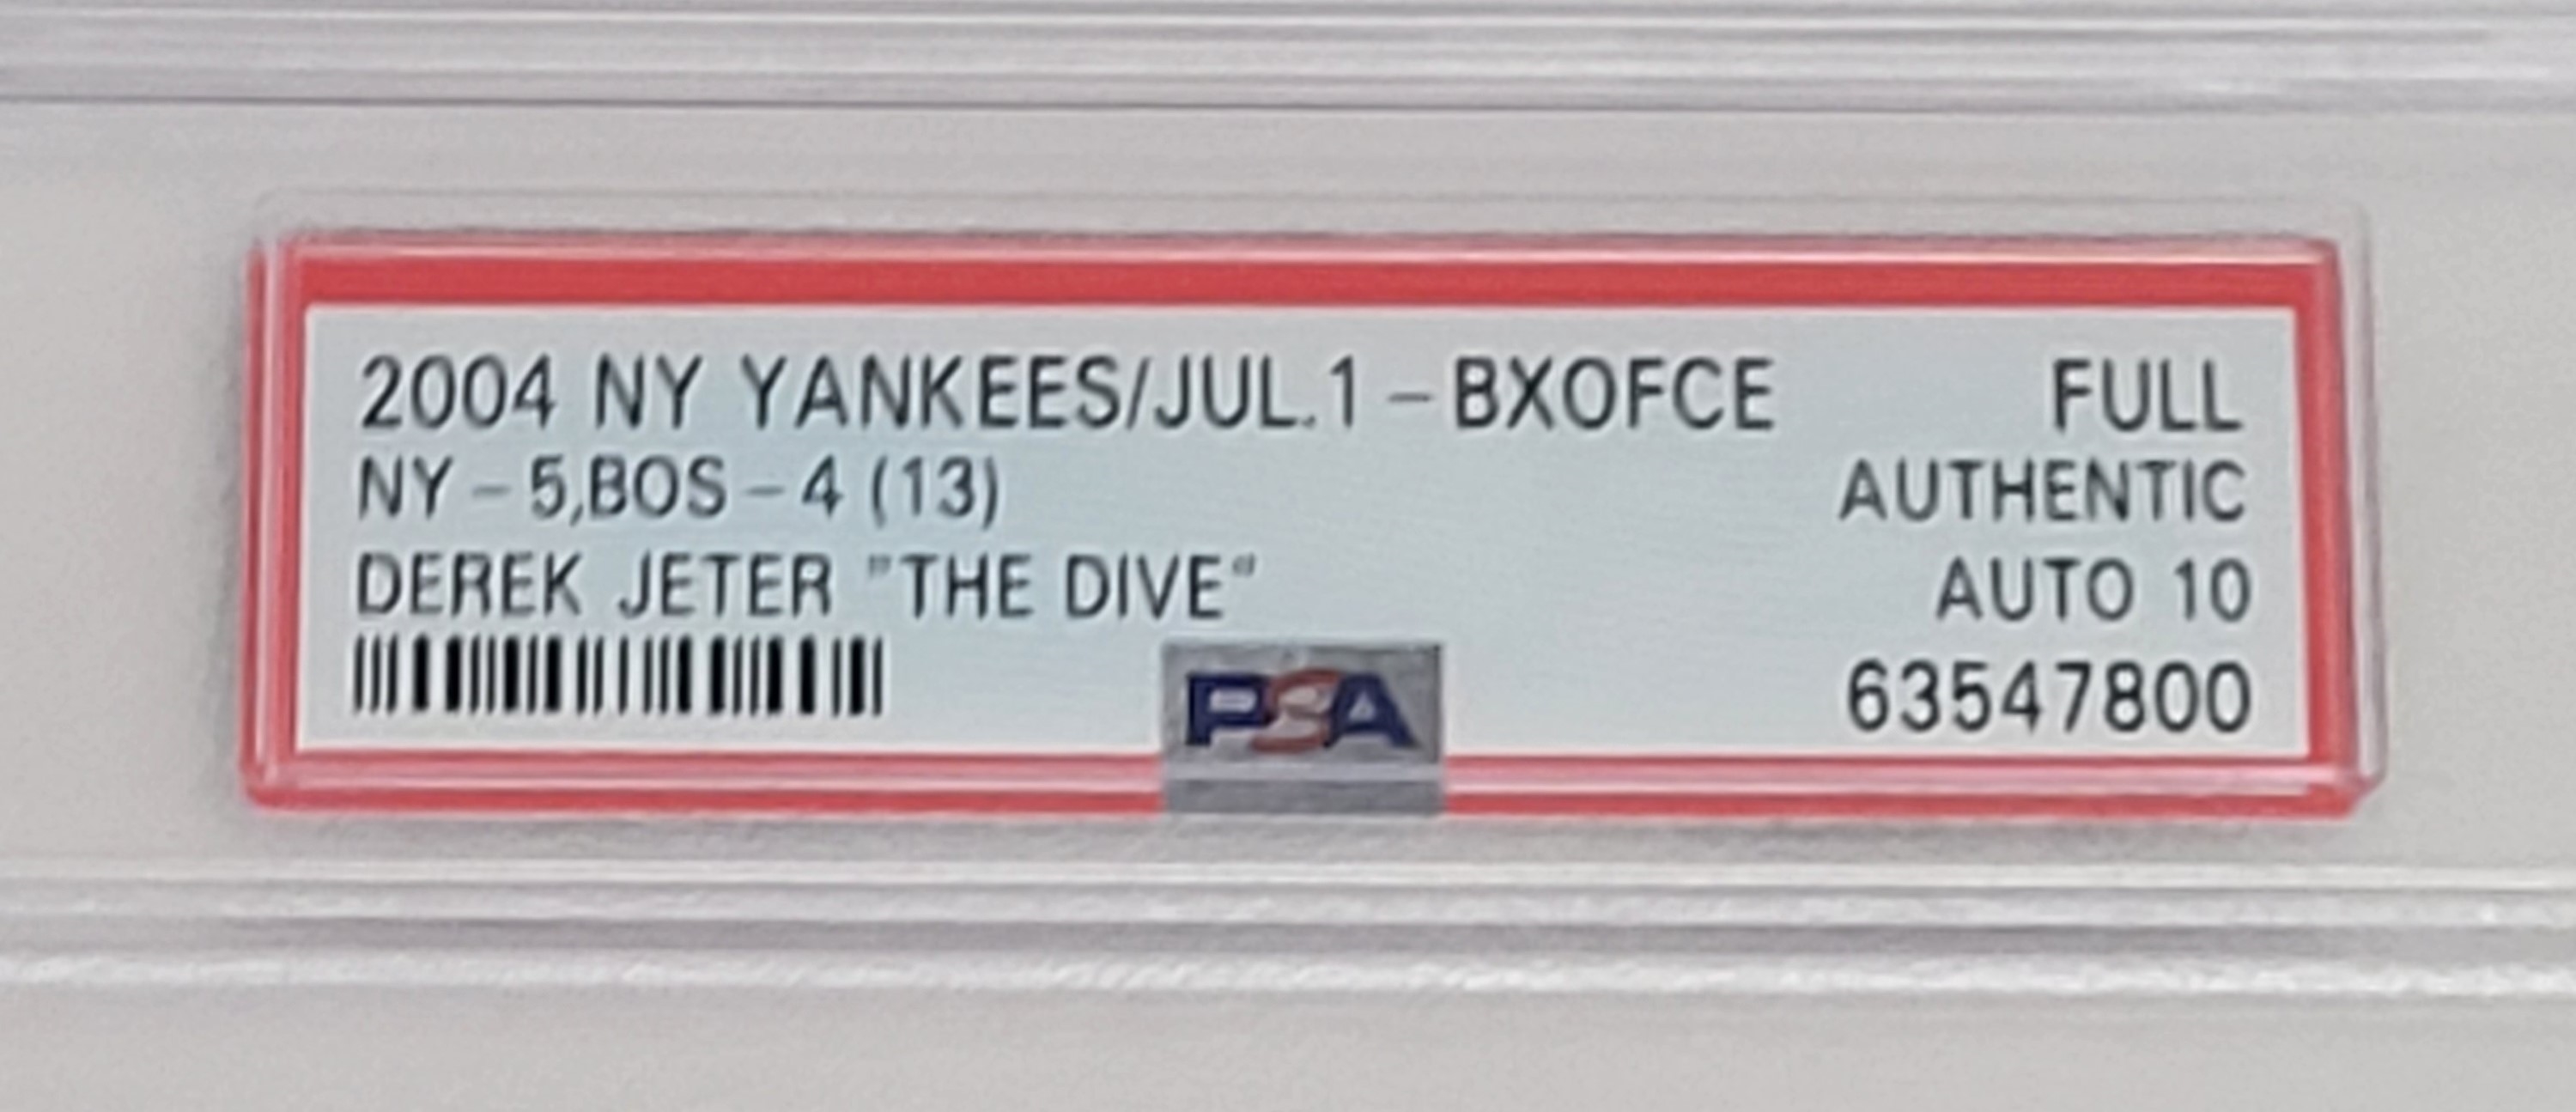 2004 NY YANKEES/JUL.1 - BXOFCE FULL
NY - 5,BOS - 4 (13) AUTHENTIC
DEREK JETER "THE DIVE" AUTO 10
63547800
PSA